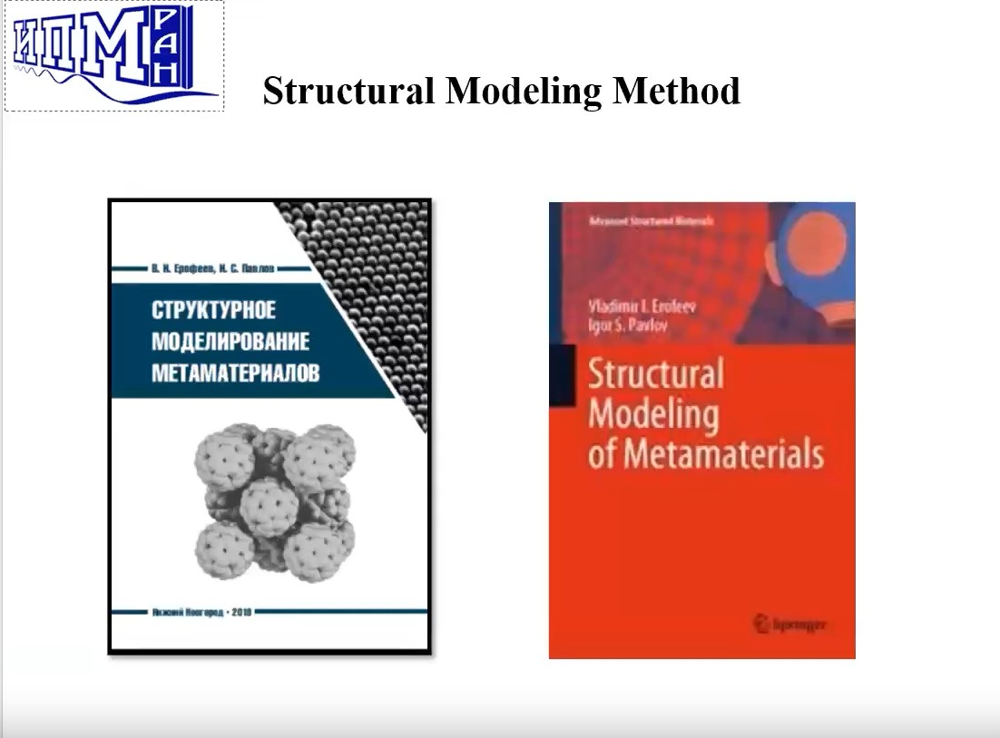 ИПМ РАН
Structural Modeling Method
В. И. Ерофеев, И. С. Павлов
СТРУКТУРНОЕ
МОДЕЛИРОВАНИЕ
МЕТАМАТЕРИАЛОВ
Нижний Новгород • 2019
Advanced Structured Materials
Vladimir I. Erofeev
Igor S. Pavlov
Structural
Modeling
of Metamaterials
Springer